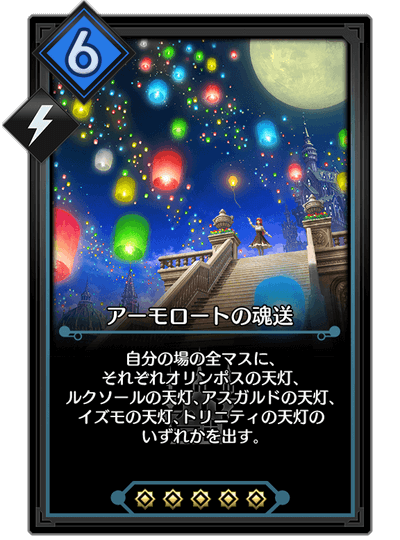 6
アーモロートの魂送
自分の場の全マスに、
それぞれオリンポスの天灯、
ルクソールの天灯、アスガルドの天灯、
イズモの天灯、トリニティの天灯の
いずれかを出す。